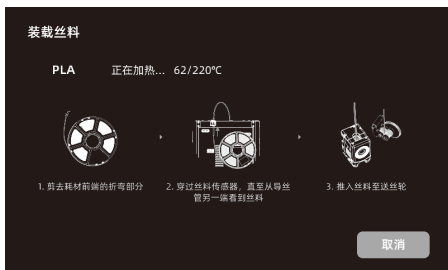 装载丝料
PLA 正在加热... 62/220℃
1. 剪去耗材前端的折弯部分
2. 穿过丝料传感器，直至从导丝
管另一端看到丝料
3. 推入丝料至送丝轮
取消